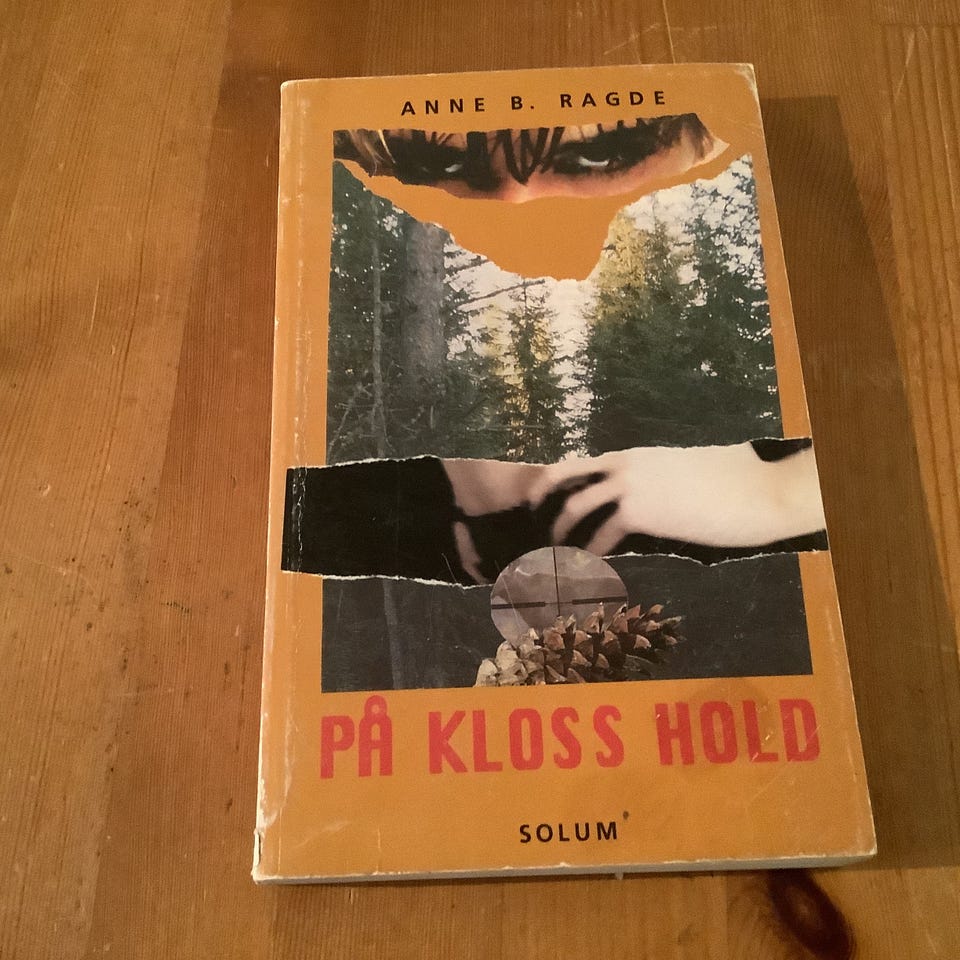 ANNE B. RAGDE
PÅ KLOSS HOLD
SOLUM